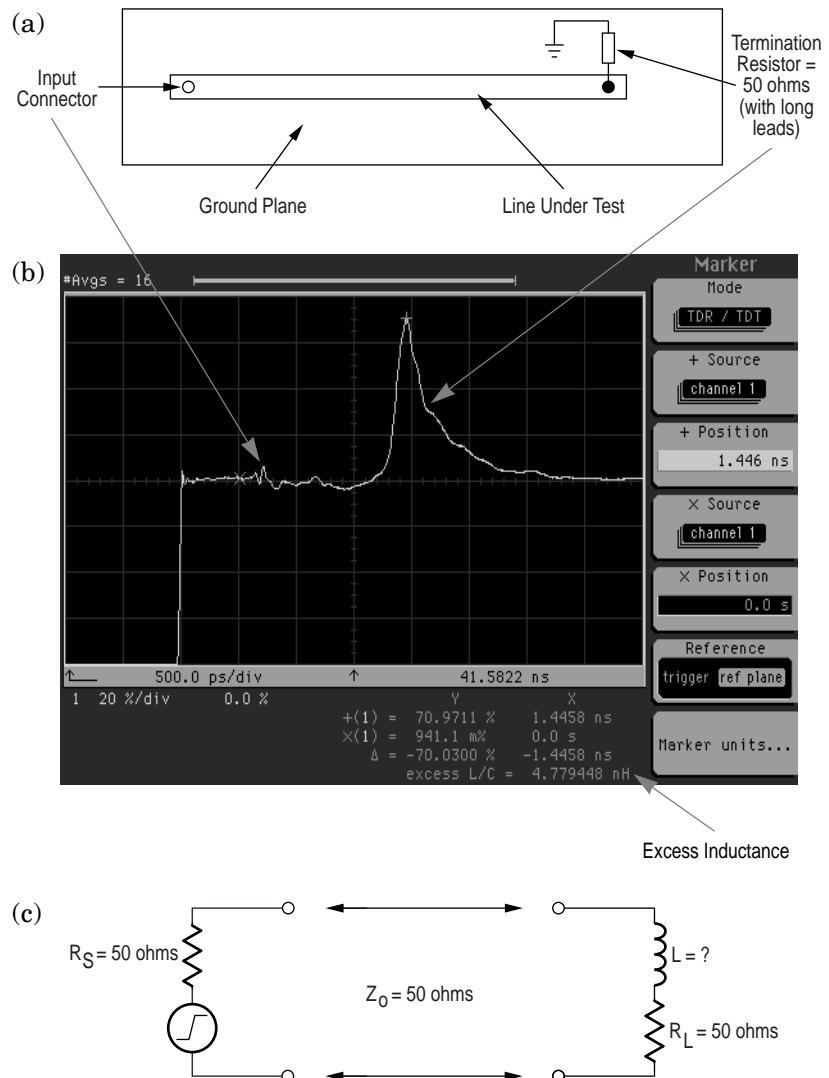 (a)
Input
Connector
Termination
Resistor =
50 ohms
(with long
leads)
Ground Plane
Line Under Test
(b)
#Avgs = 16
Marker
Mode
TDR / TDT
+ Source
channel 1
+ Position
1.446 ns
X Source
channel 1
X Position
0.0 s
Reference
trigger ref plane
Marker units...
500.0 ps/div
41.5822 ns
1 20 %/div 0.0 %
Y X
+(1) = 70.9711 % 1.4458 ns
X(1) = 941.1 m% 0.0 s
Δ = -70.0300 % -1.4458 ns
excess L/C = 4.779448 nH
Excess Inductance
(c)
RS = 50 ohms
Zo = 50 ohms
L = ?
RL = 50 ohms